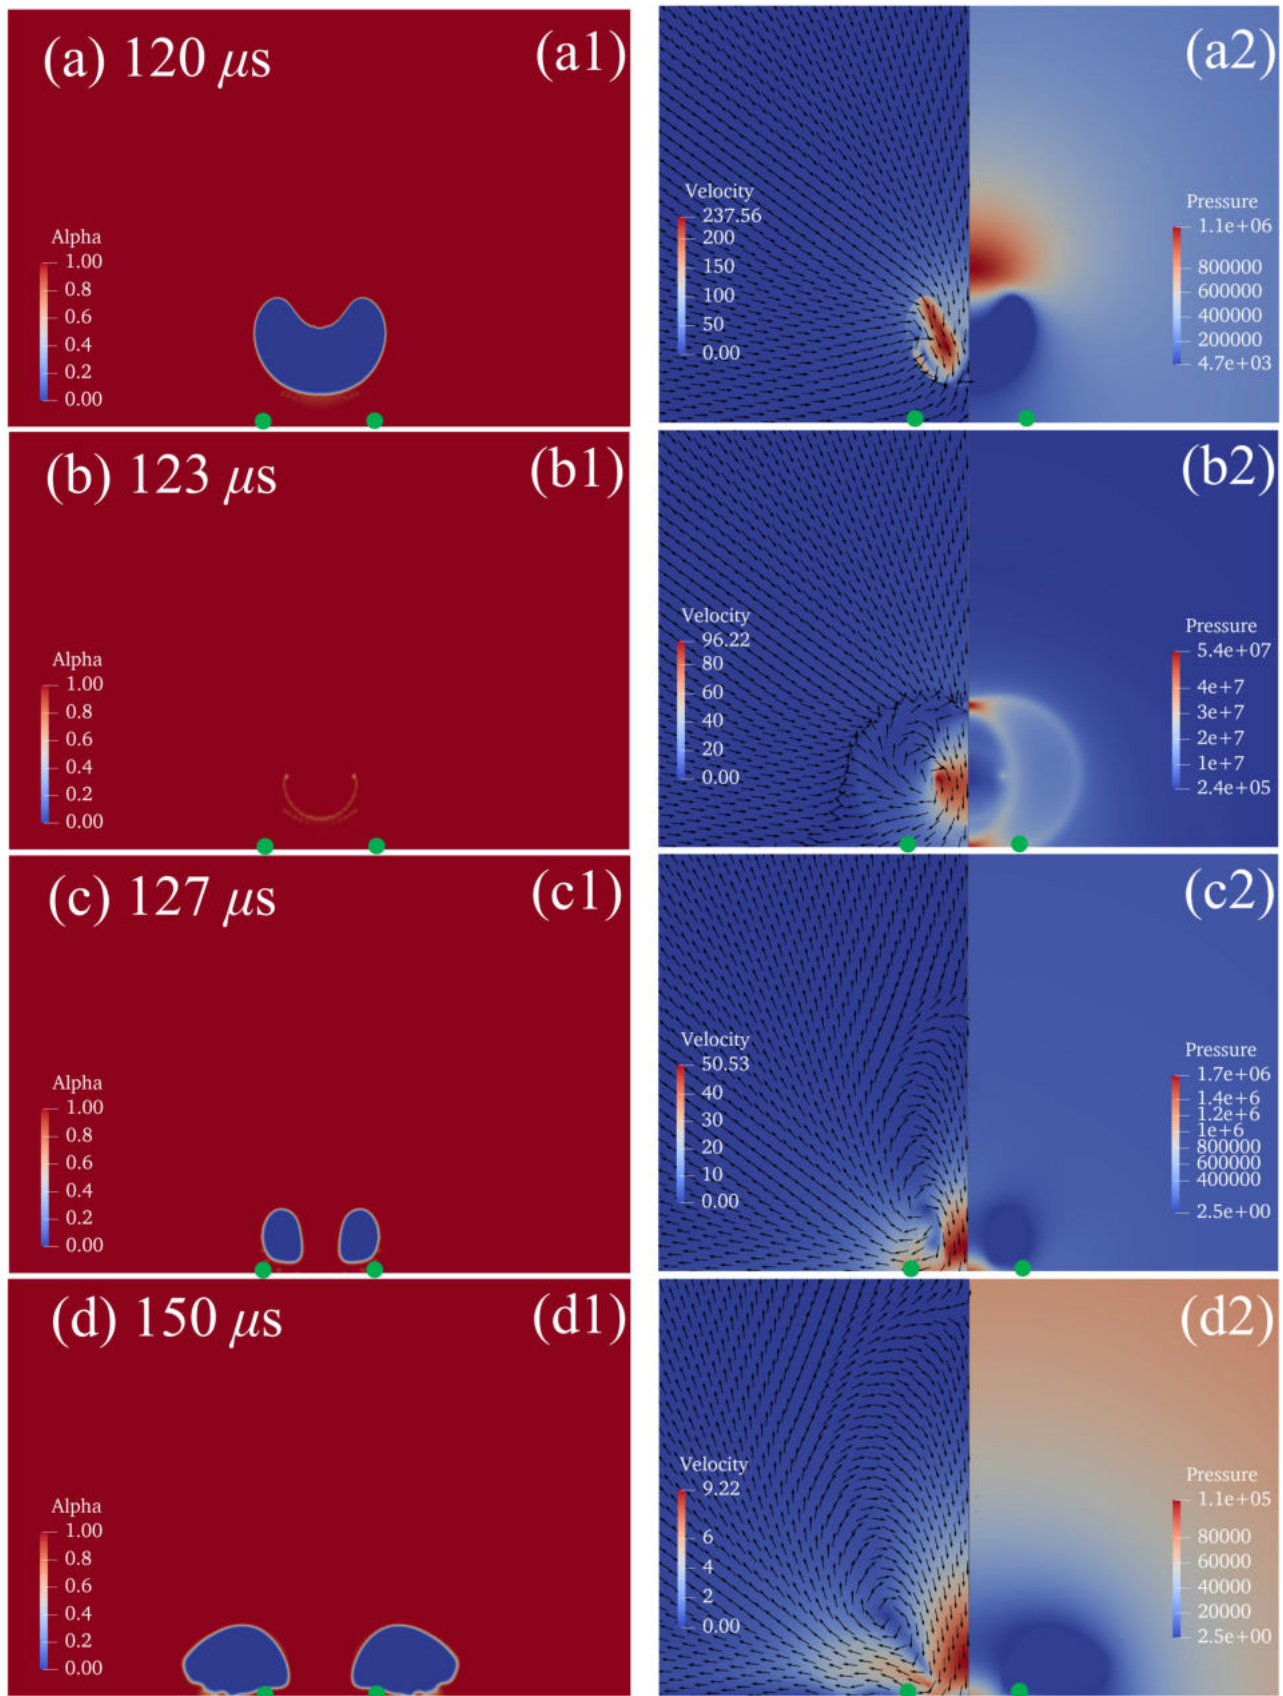 (a) 120 μs
(a1)
Alpha
1.00
0.8
0.6
0.4
0.2
0.00
(a2)
Velocity
237.56
200
150
100
50
0.00
Pressure
1.1e+06
800000
600000
400000
200000
4.7e+03
(b) 123 μs
(b1)
Alpha
1.00
0.8
0.6
0.4
0.2
0.00
(b2)
Velocity
96.22
80
60
40
20
0.00
Pressure
5.4e+07
4e+7
3e+7
2e+7
1e+7
2.4e+05
(c) 127 μs
(c1)
Alpha
1.00
0.8
0.6
0.4
0.2
0.00
(c2)
Velocity
50.53
40
30
20
10
0.00
Pressure
1.7e+06
1.4e+6
1.2e+6
1e+6
800000
600000
400000
2.5e+00
(d) 150 μs
(d1)
Alpha
1.00
0.8
0.6
0.4
0.2
0.00
(d2)
Velocity
9.22
6
4
2
0.00
Pressure
1.1e+05
80000
60000
40000
20000
2.5e+00